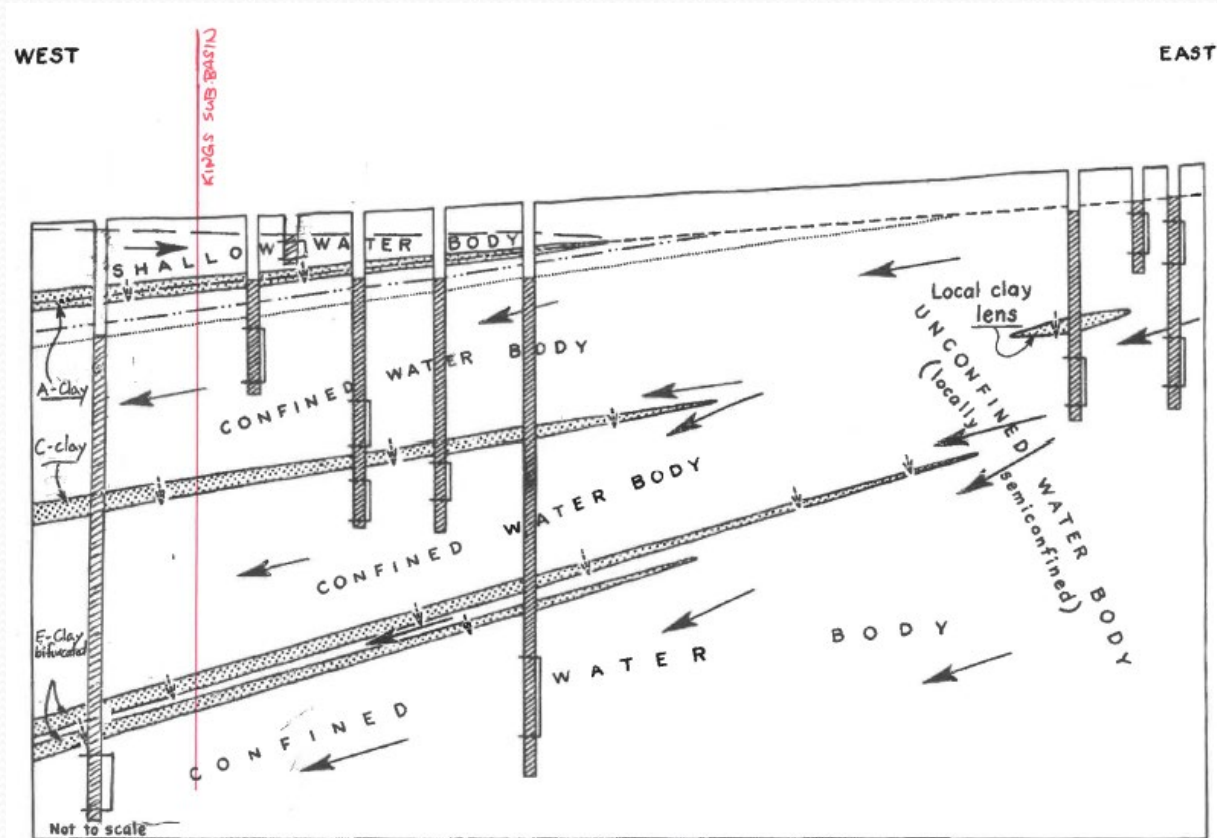 WEST
EAST
KINGS SUB-BASIN
SHALLOW WATER BODY
Local clay
lens
UNCONFINED WATER BODY
(locally semiconfined)
A-Clay
CONFINED WATER BODY
C-clay
CONFINED WATER BODY
E-Clay
bifurcated
CONFINED WATER BODY
Not to scale